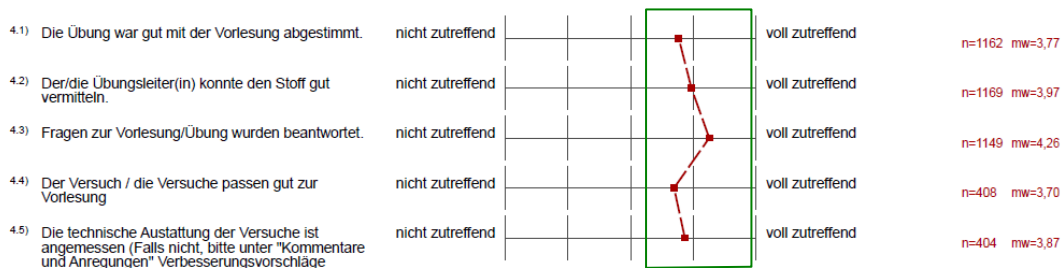 4.1) Die Übung war gut mit der Vorlesung abgestimmt. nicht zutreffend voll zutreffend n=1162 mw=3,77
4.2) Der/die Übungsleiter(in) konnte den Stoff gut nicht zutreffend voll zutreffend
vermitteln. n=1169 mw=3,97
4.3) Fragen zur Vorlesung/Übung wurden beantwortet. nicht zutreffend voll zutreffend n=1149 mw=4,26
4.4) Der Versuch / die Versuche passen gut zur nicht zutreffend voll zutreffend
Vorlesung n=408 mw=3,70
4.5) Die technische Austattung der Versuche ist nicht zutreffend voll zutreffend
angemessen (Falls nicht, bitte unter "Kommentare n=404 mw=3,87
und Anregungen" Verbesserungsvorschläge